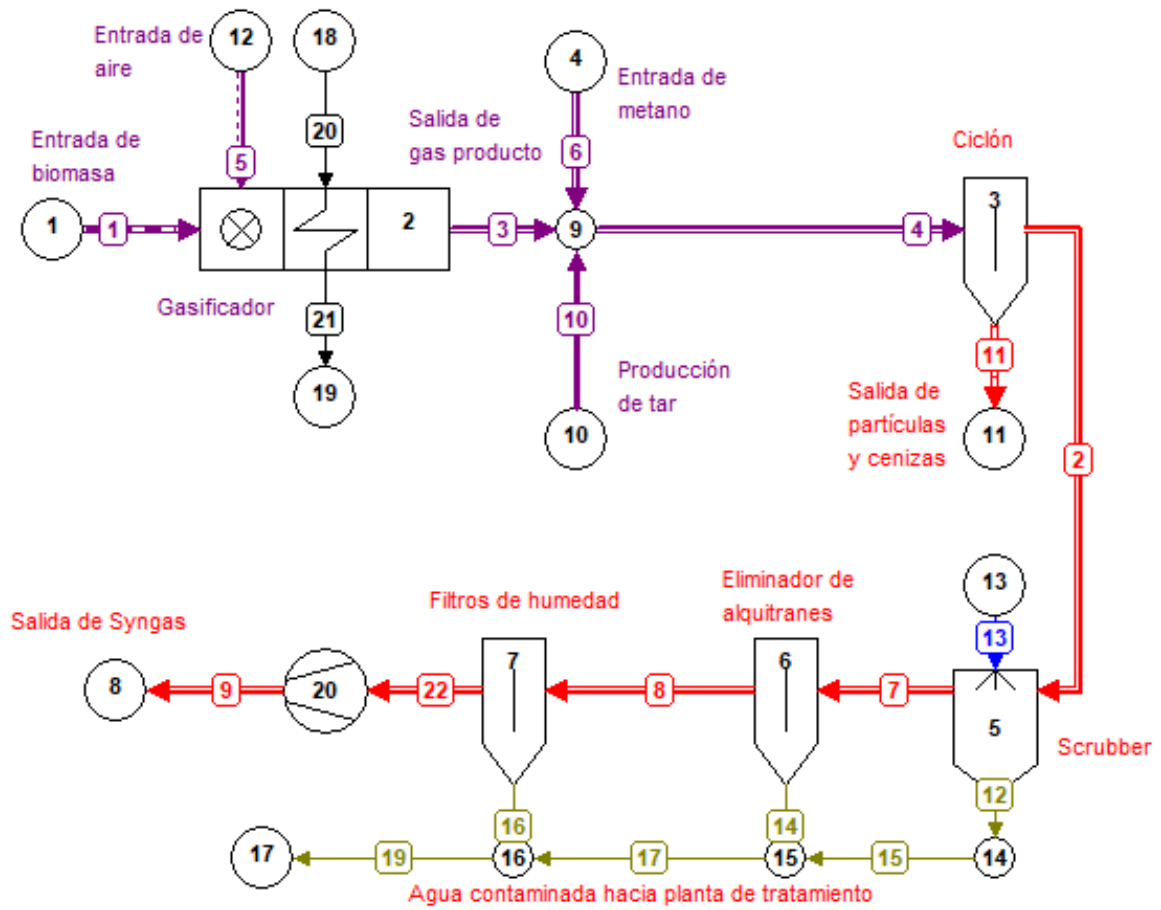 Entrada de
aire
12
18
4
Entrada de
metano
Entrada de
biomasa
20
Salida de
gas producto
Ciclón
5
6
1
1
2
3
9
4
3
Gasificador
21
10
11
2
19
Producción
de tar
10
Salida de
partículas
y cenizas
11
13
Eliminador de
alquitranes
Filtros de humedad
Salida de Syngas
13
7
6
8
9
20
22
8
7
5
Scrubber
12
16
14
17
19
16
17
15
15
14
Agua contaminada hacia planta de tratamiento